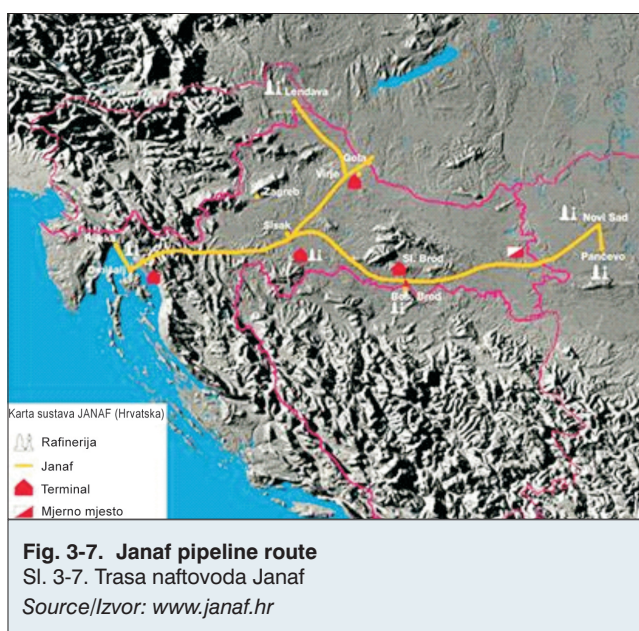 Lendava
Gola
Virje
Zagreb
Sisak
Novi Sad
Pančevo
Sl. Brod
Bos. Brod
Rijeka
Omišalj
Karta sustava JANAF (Hrvatska)
Rafinerija
Janaf
Terminal
Mjerno mjesto
Fig. 3-7. Janaf pipeline route
Sl. 3-7. Trasa naftovoda Janaf
Source/Izvor: www.janaf.hr